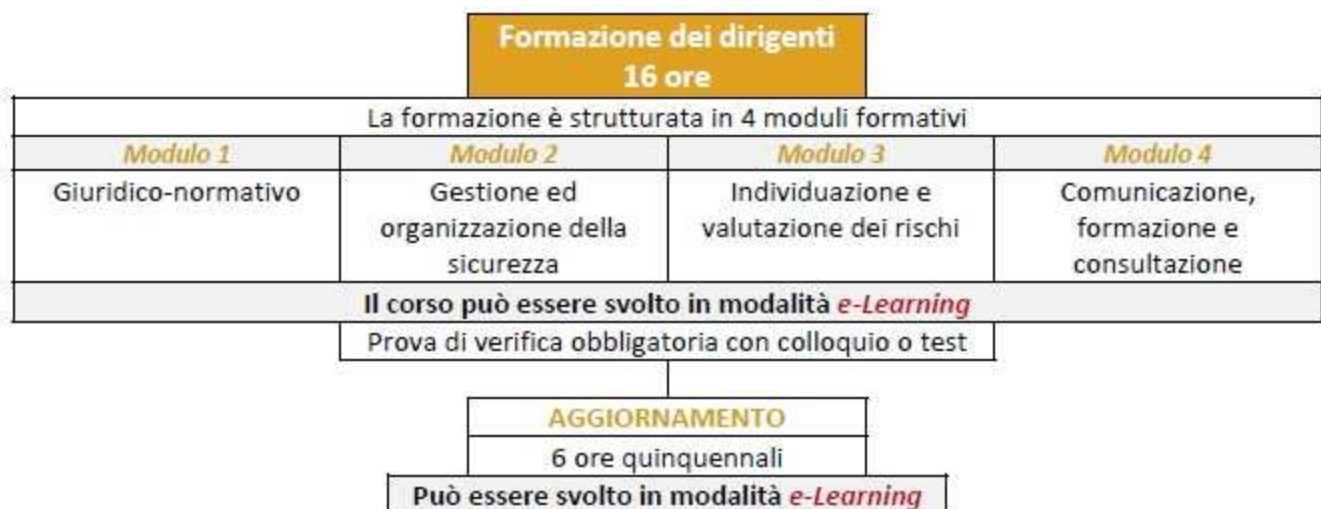 Formazione dei dirigenti
16 ore
La formazione è strutturata in 4 moduli formativi
Modulo 1
Modulo 2
Modulo 3
Modulo 4
Giuridico-normativo
Gestione ed
organizzazione della
sicurezza
Individuazione e
valutazione dei rischi
Comunicazione,
formazione e
consultazione
Il corso può essere svolto in modalità e-Learning
Prova di verifica obbligatoria con colloquio o test
AGGIORNAMENTO
6 ore quinquennali
Può essere svolto in modalità e-Learning